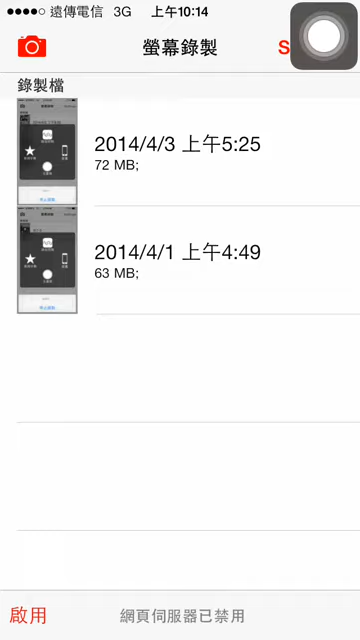 遠傳電信 3G 上午10:14
螢幕錄製 S
錄製檔
2014/4/3 上午5:25
72 MB;
2014/4/1 上午4:49
63 MB;
啟用 網頁伺服器已禁用